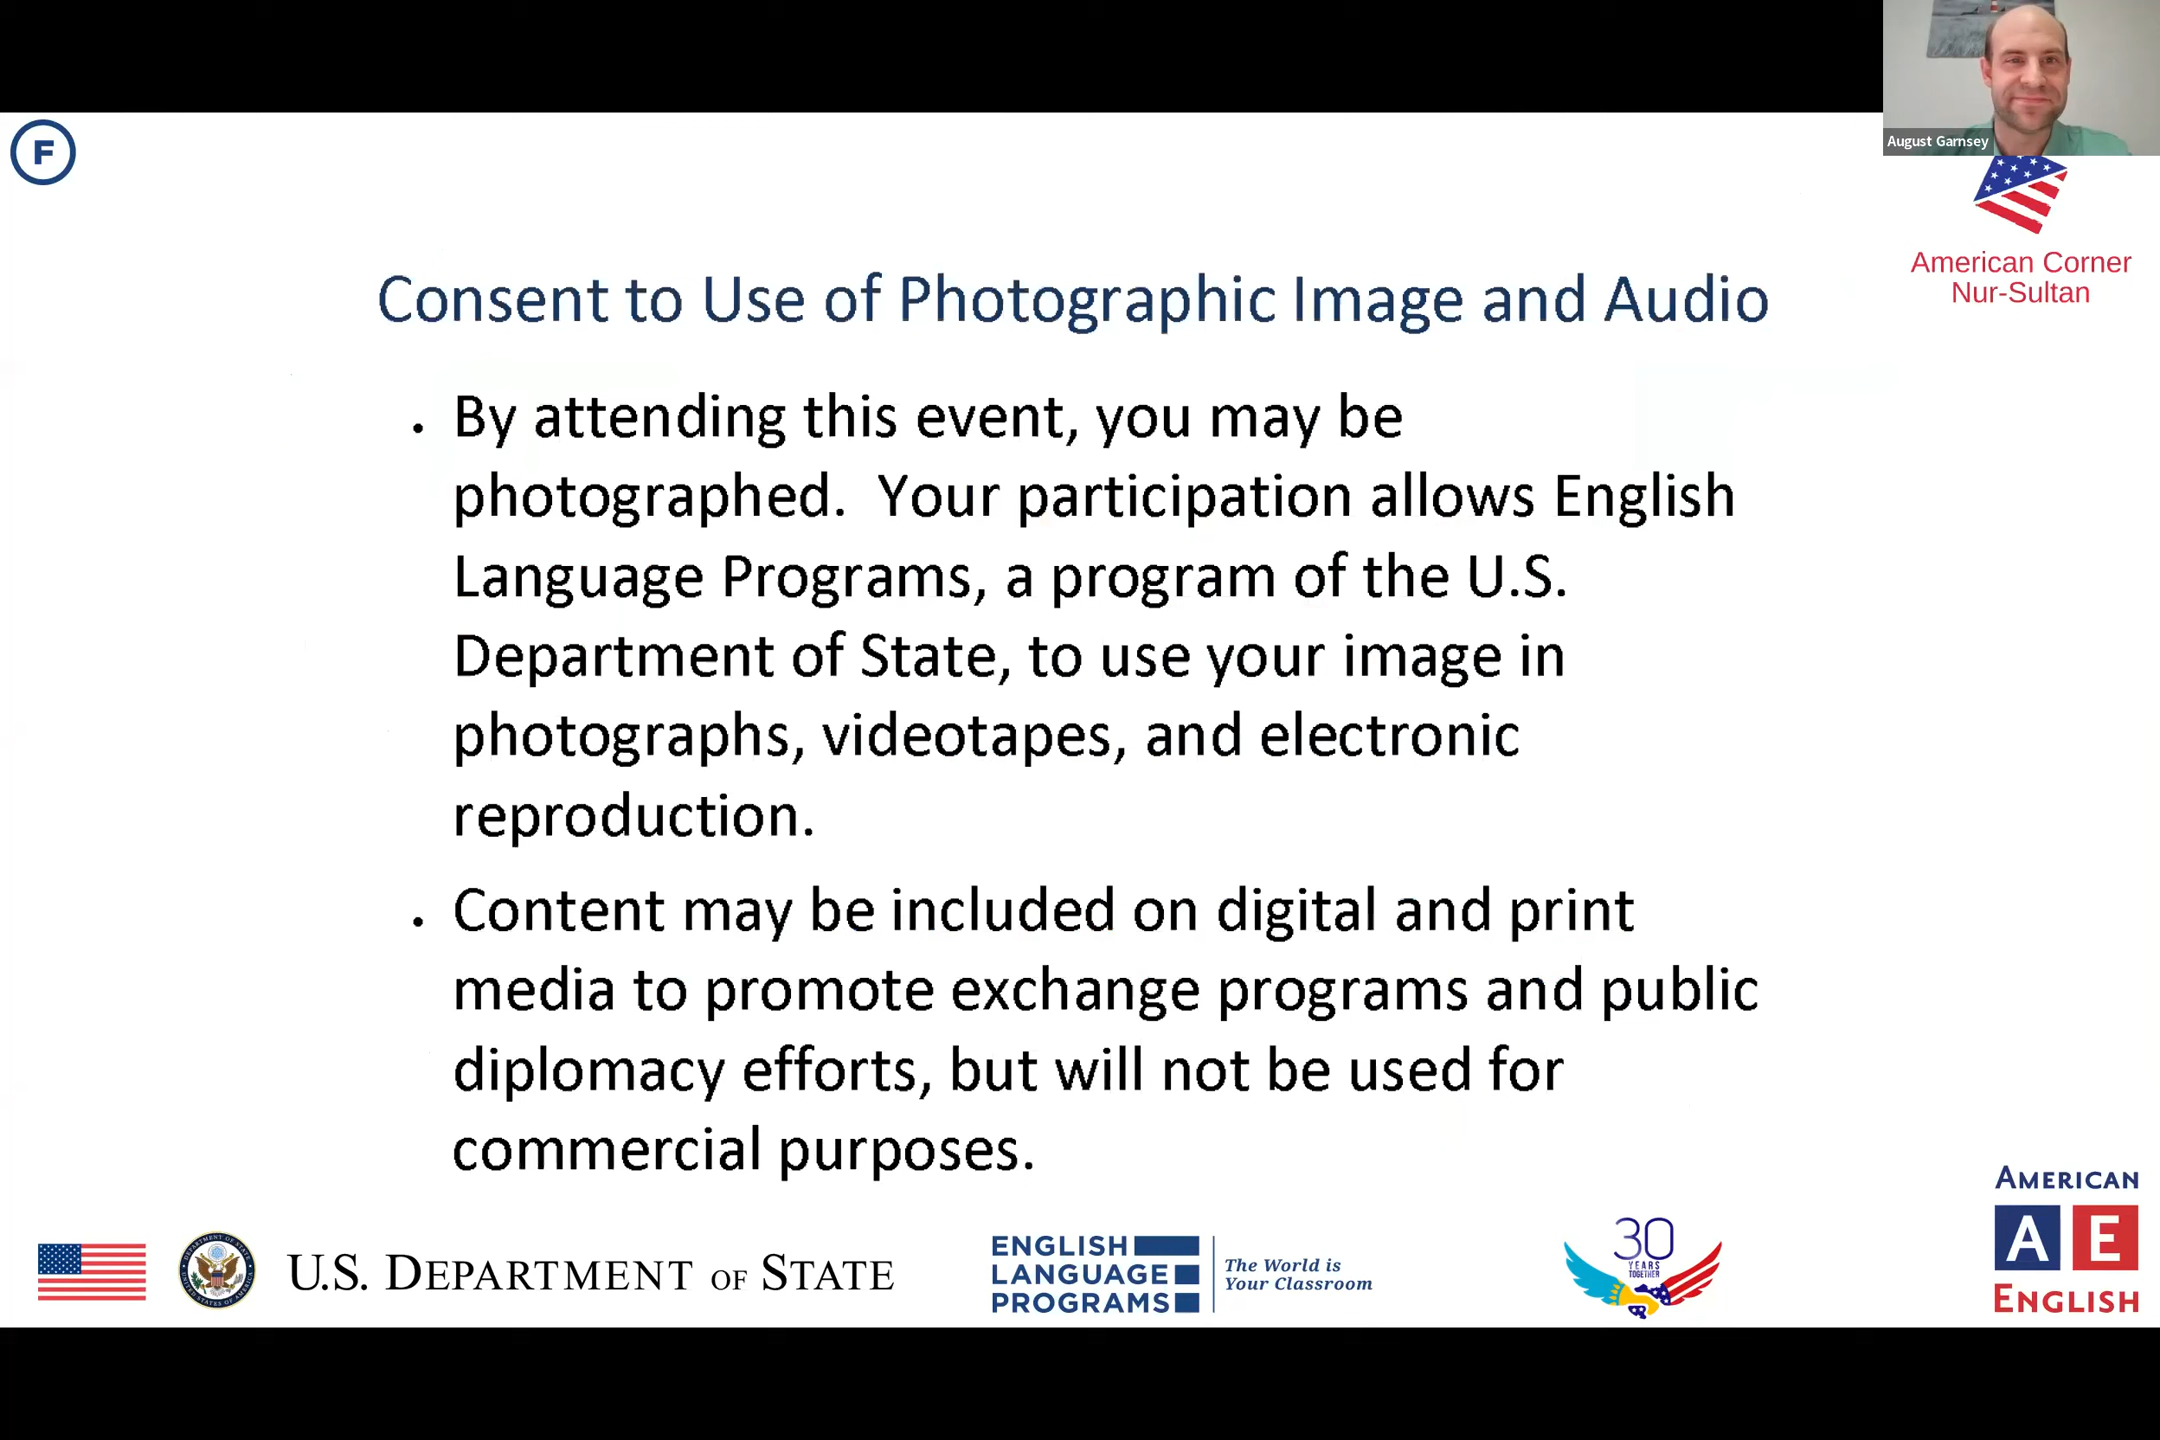 F
August Garnsey
American Corner
Nur-Sultan
Consent to Use of Photographic Image and Audio
• By attending this event, you may be
photographed.  Your participation allows English
Language Programs, a program of the U.S.
Department of State, to use your image in
photographs, videotapes, and electronic
reproduction.
• Content may be included on digital and print
media to promote exchange programs and public
diplomacy efforts, but will not be used for
commercial purposes.
U.S. DEPARTMENT OF STATE
ENGLISH
LANGUAGE
PROGRAMS
The World is
Your Classroom
30
YEARS
TOGETHER
AMERICAN
A E
ENGLISH